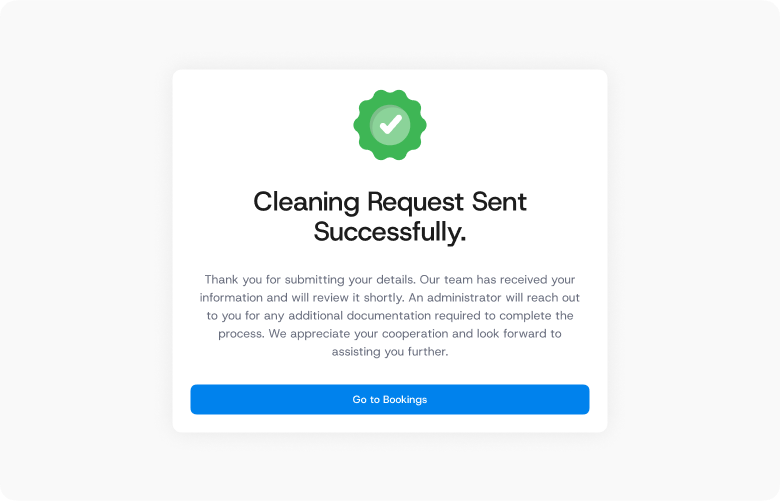 Cleaning Request Sent
Successfully.
Thank you for submitting your details. Our team has received your
information and will review it shortly. An administrator will reach out
to you for any additional documentation required to complete the
process. We appreciate your cooperation and look forward to
assisting you further.
Go to Bookings